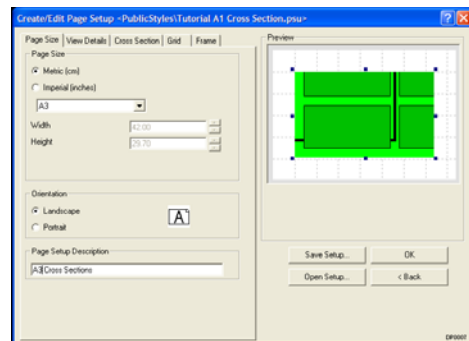 Create/Edit Page Setup <PublicStyles\Tutorial A1 Cross Section.psu>
Page Size
View Details
Cross Section
Grid
Frame
Page Size
Metric (cm)
Imperial (inches)
A3
Width
42.00
Height
29.70
Orientation
Landscape
Portrait
A
Page Setup Description
A3 Cross Sections
Preview
Save Setup...
OK
Open Setup...
< Back
DP0007